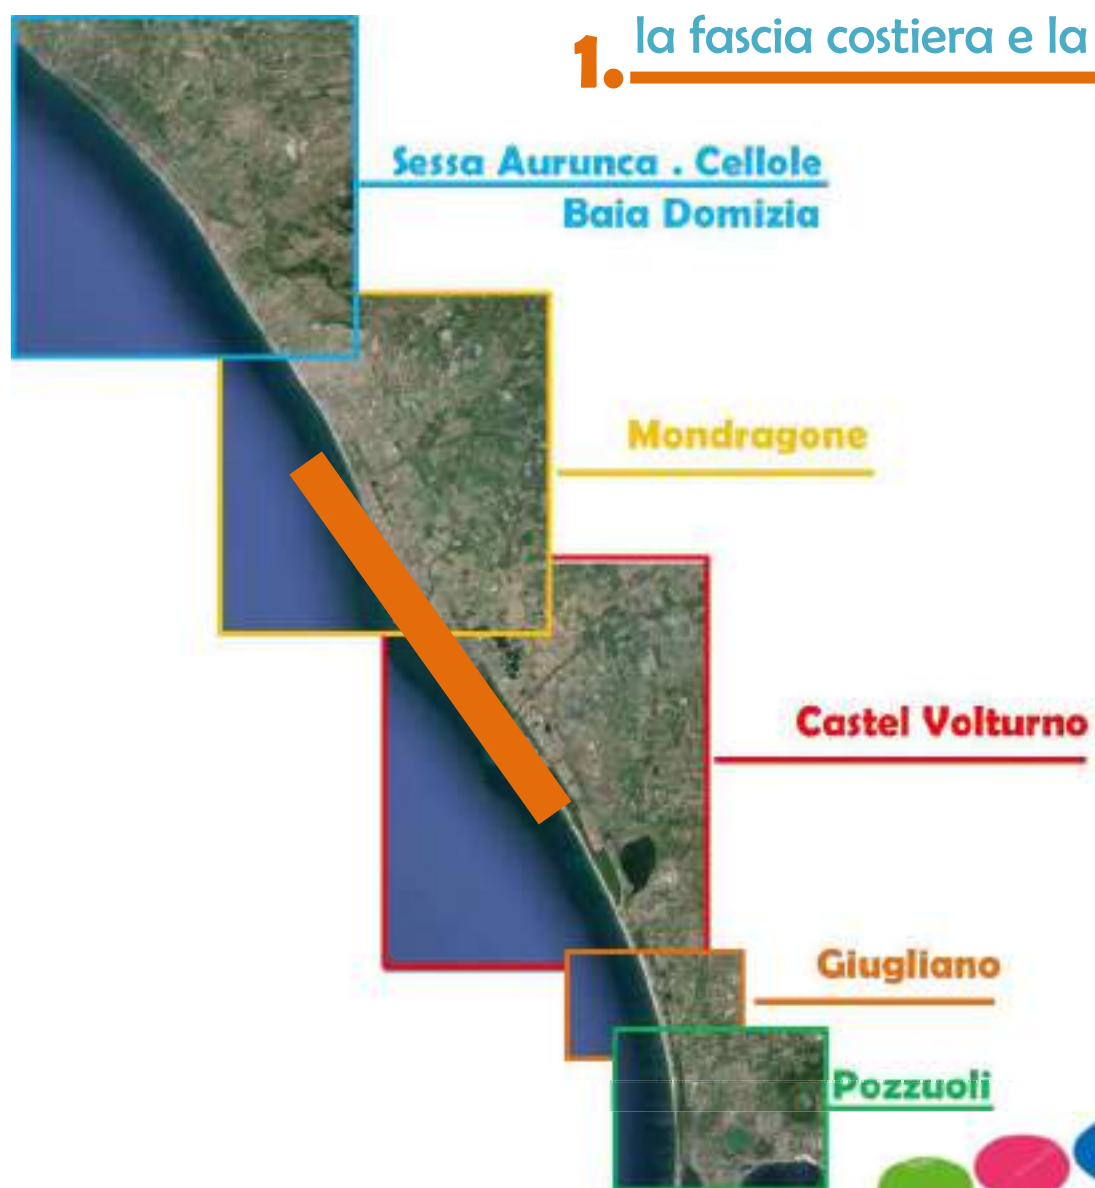 1. la fascia costiera e la
Sessa Aurunca . Cellole
Baia Domizia
Mondragone
Castel Volturno
Giugliano
Pozzuoli